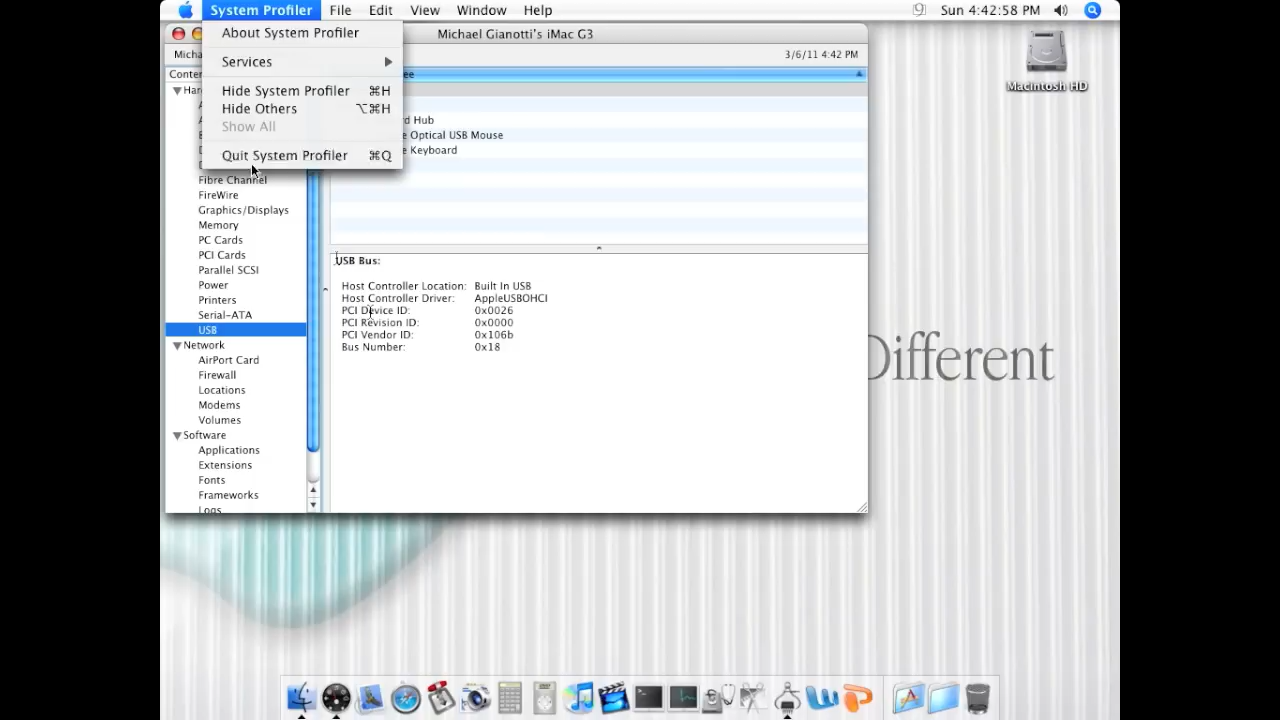 System Profiler File Edit View Window Help Sun 4:42:58 PM
About System Profiler
Services
Hide System Profiler ⌘H
Hide Others ⌥⌘H
Show All
Quit System Profiler ⌘Q
Michael Gianotti's iMac G3
3/6/11 4:42 PM
Macintosh HD
Optical USB Mouse
Keyboard
Fibre Channel
FireWire
Graphics/Displays
Memory
PC Cards
PCI Cards
Parallel SCSI
Power
Printers
Serial-ATA
USB
Network
AirPort Card
Firewall
Locations
Modems
Volumes
Software
Applications
Extensions
Fonts
Frameworks
Logs
USB Bus:
Host Controller Location: Built In USB
Host Controller Driver: AppleUSBOHCI
PCI Device ID: 0x0026
PCI Revision ID: 0x0000
PCI Vendor ID: 0x106b
Bus Number: 0x18
Different